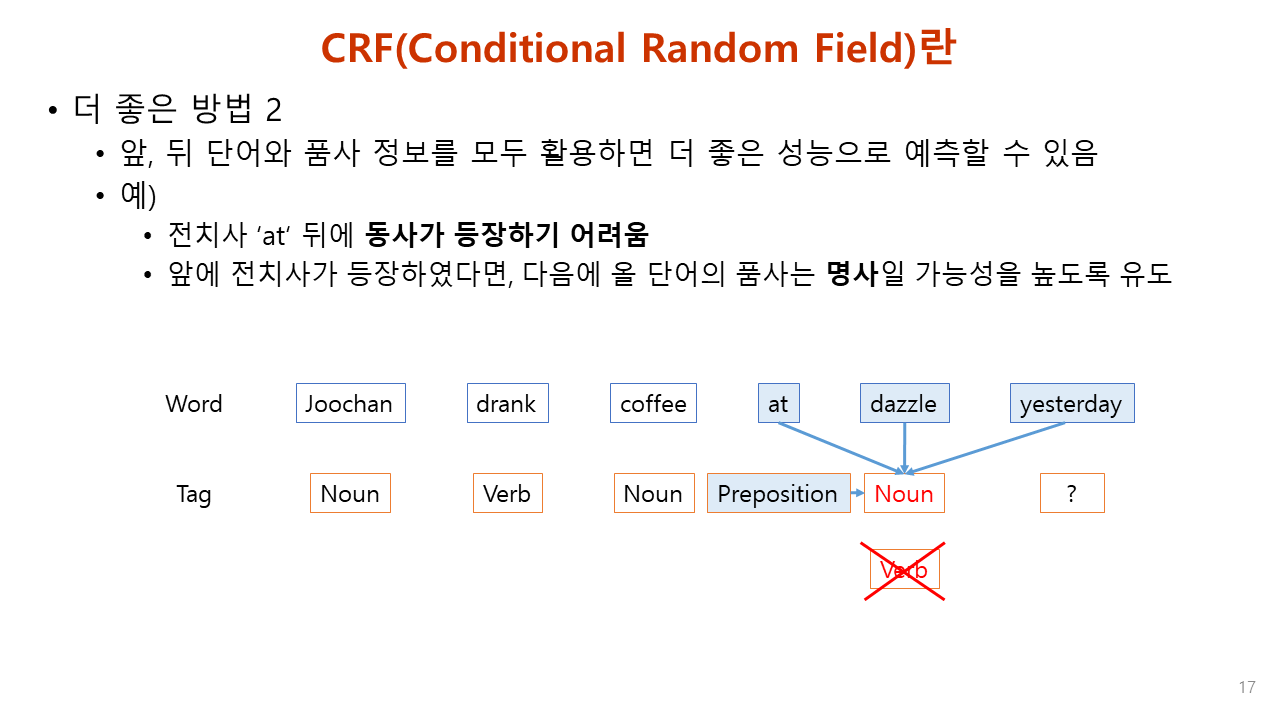 CRF(Conditional Random Field)란
• 더 좋은 방법 2
• 앞, 뒤 단어와 품사 정보를 모두 활용하면 더 좋은 성능으로 예측할 수 있음
• 예)
• 전치사 ‘at‘ 뒤에 동사가 등장하기 어려움
• 앞에 전치사가 등장하였다면, 다음에 올 단어의 품사는 명사일 가능성을 높도록 유도
Word Joochan drank coffee at dazzle yesterday
Tag Noun Verb Noun Preposition Noun ?
Verb
17